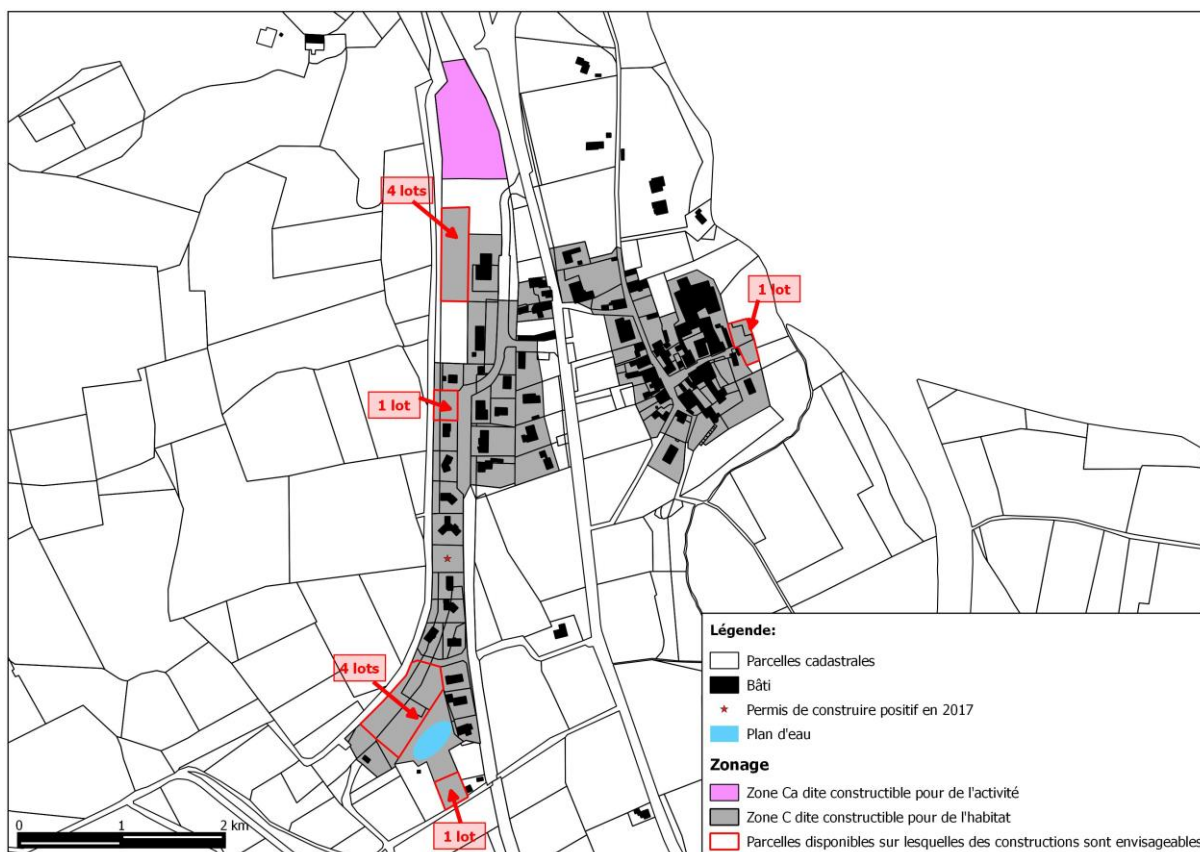 4 lots
1 lot
1 lot
4 lots
1 lot
0 1 2 km
Légende:
Parcelles cadastrales
Bâti
Permis de construire positif en 2017
Plan d'eau
Zonage
Zone Ca dite constructible pour de l'activité
Zone C dite constructible pour de l'habitat
Parcelles disponibles sur lesquelles des constructions sont envisageables